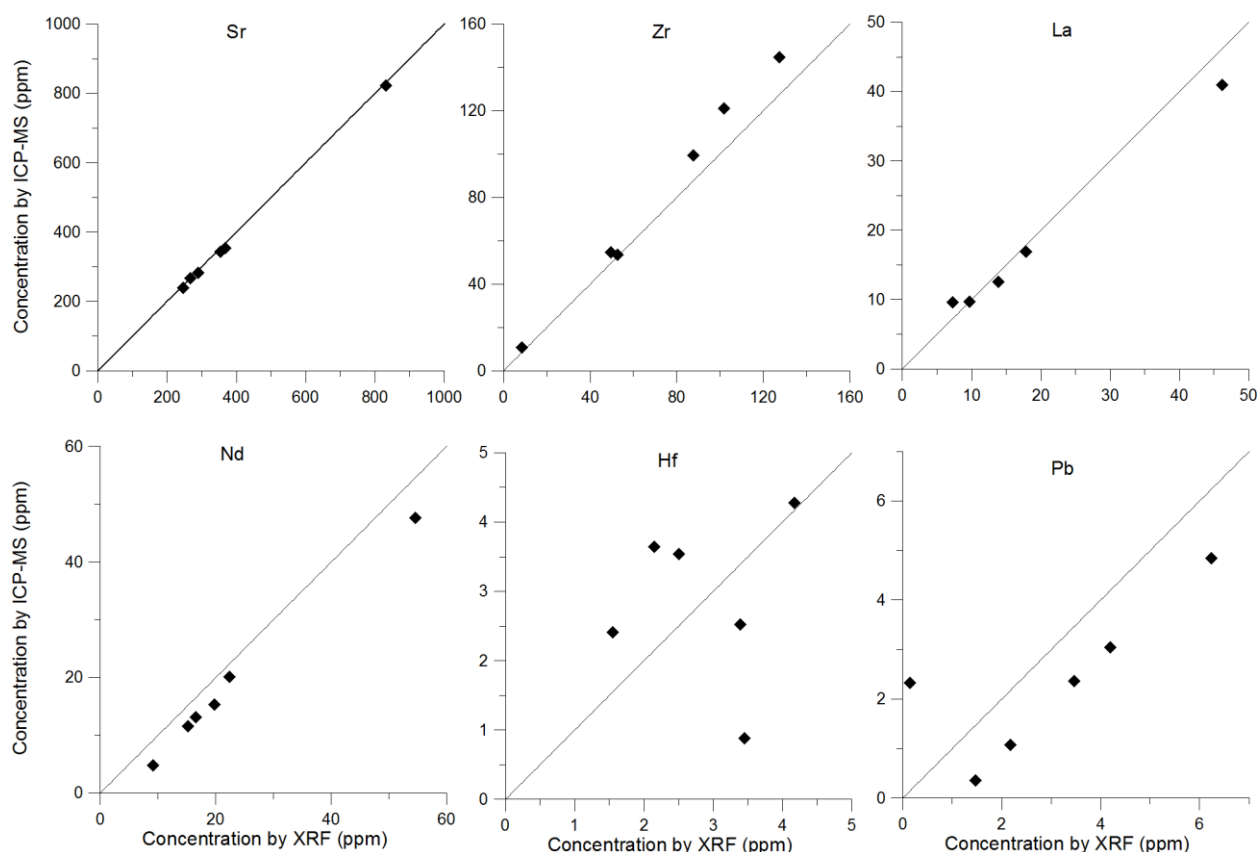 Sr
1000
800
600
400
200
0
0 200 400 600 800 1000
Concentration by ICP-MS (ppm)
Zr
160
120
80
40
0
0 40 80 120 160
La
50
40
30
20
10
0
0 10 20 30 40 50
Nd
60
40
20
0
0 20 40 60
Concentration by ICP-MS (ppm)
Concentration by XRF (ppm)
Hf
5
4
3
2
1
0
0 1 2 3 4 5
Concentration by XRF (ppm)
Pb
6
4
2
0
0 2 4 6
Concentration by XRF (ppm)